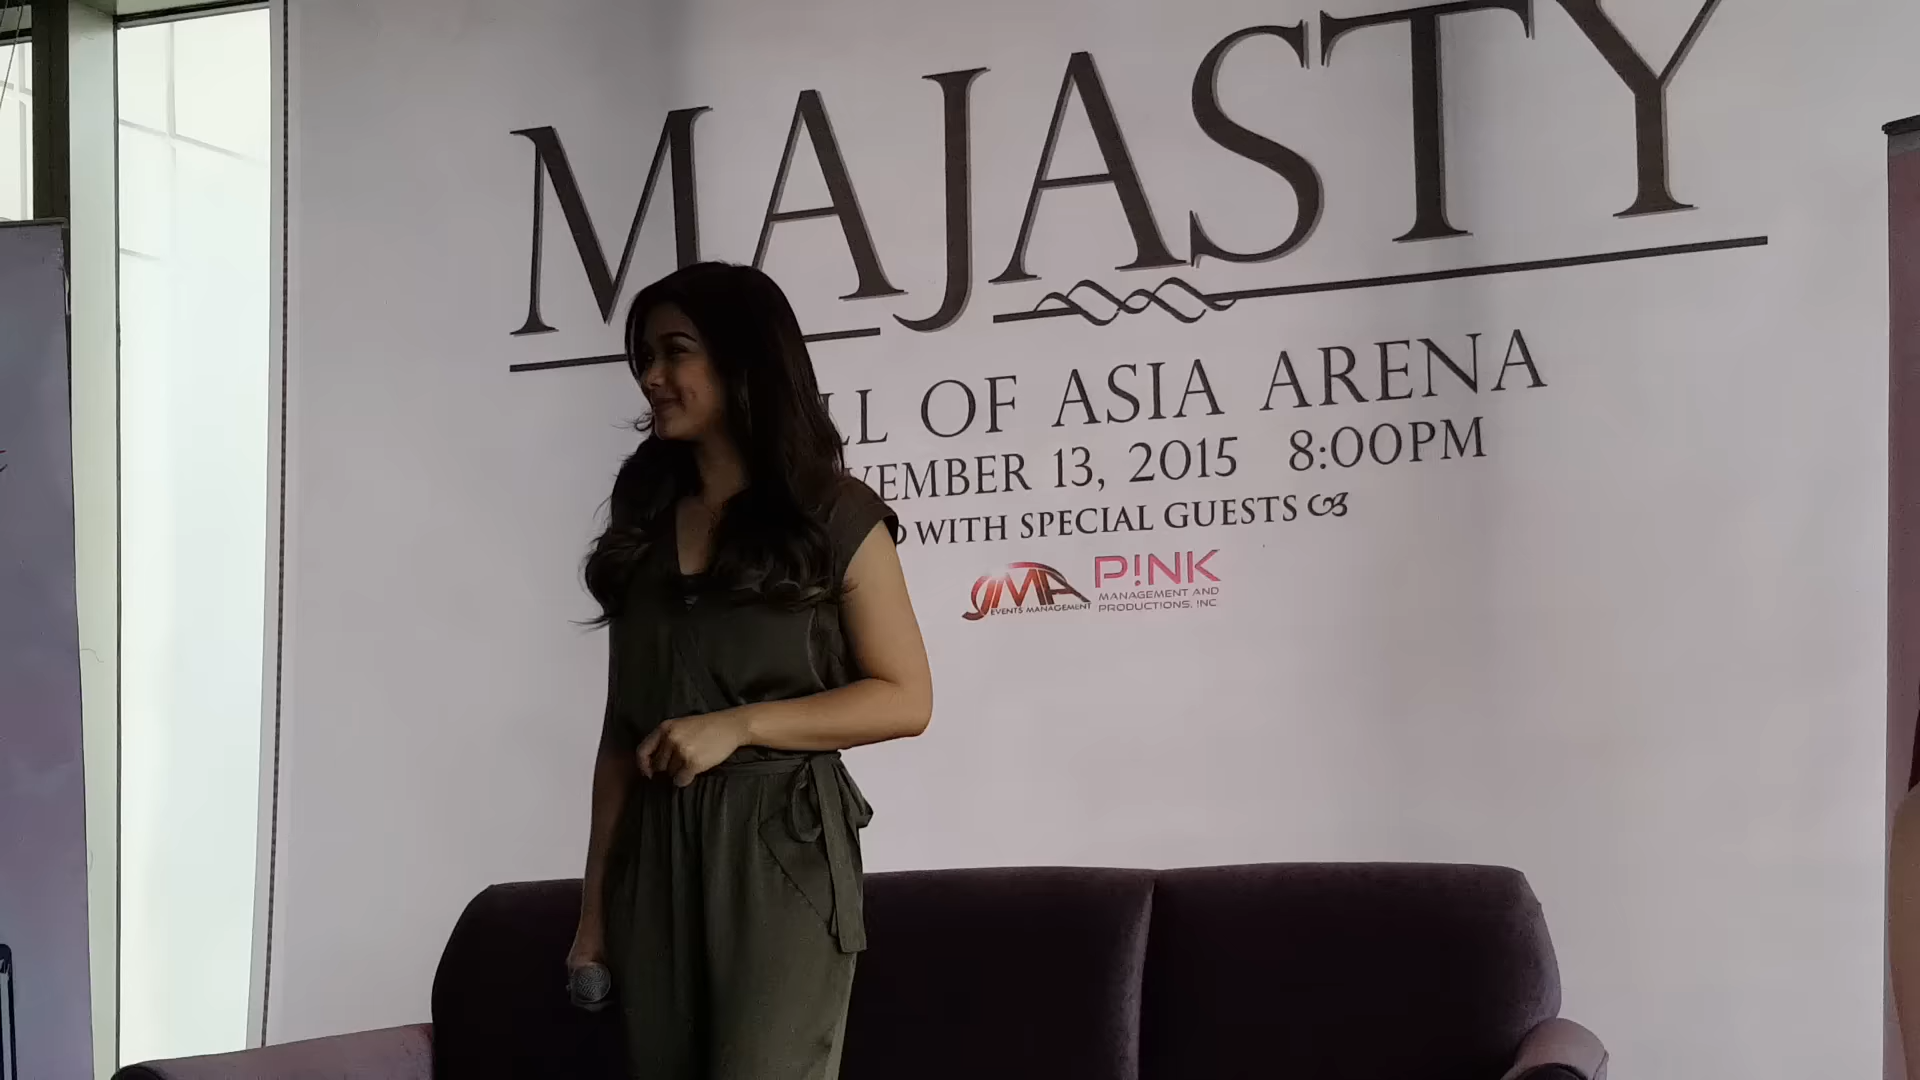 MAJASTY
LL OF ASIA ARENA
VEMBER 13, 2015 8:00PM
WITH SPECIAL GUESTS
JMA
EVENTS MANAGEMENT
P!NK
MANAGEMENT AND
PRODUCTIONS, INC